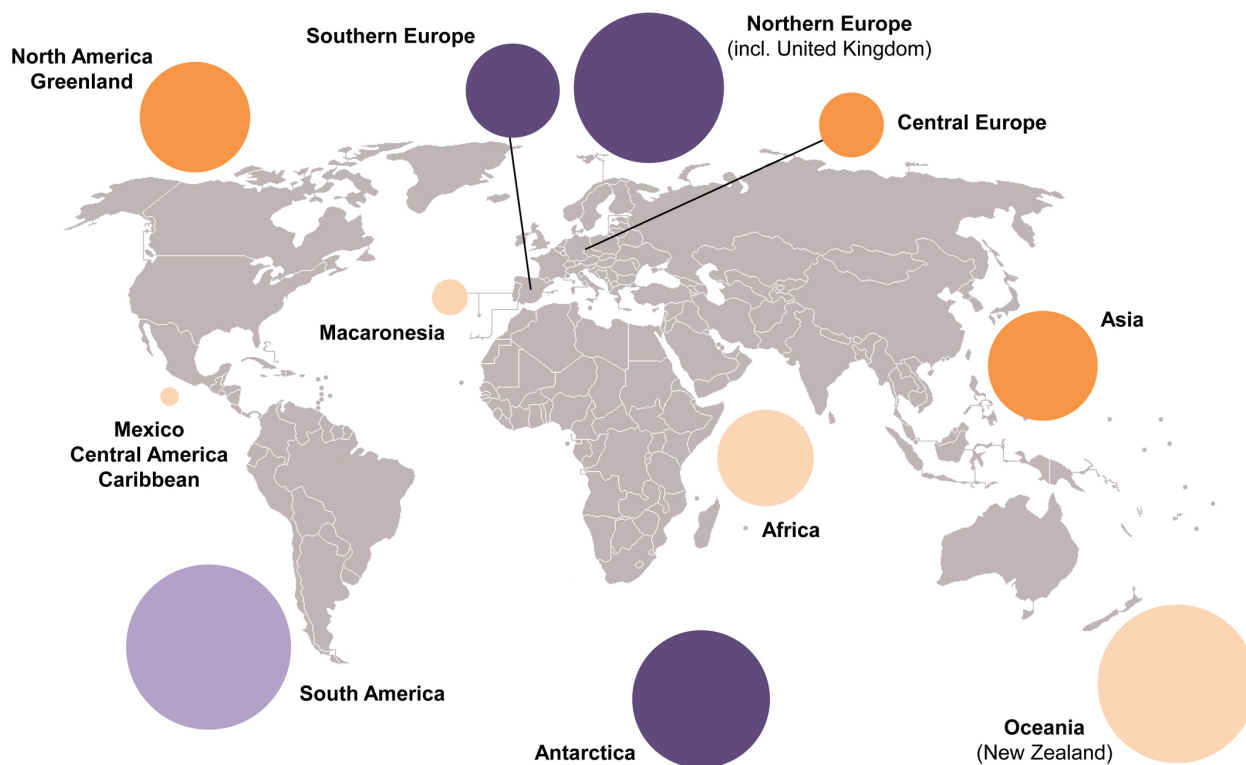 Southern Europe
Northern Europe
(incl. United Kingdom)
North America
Greenland
Central Europe
Macaronesia
Asia
Mexico
Central America
Caribbean
Africa
South America
Antarctica
Oceania
(New Zealand)